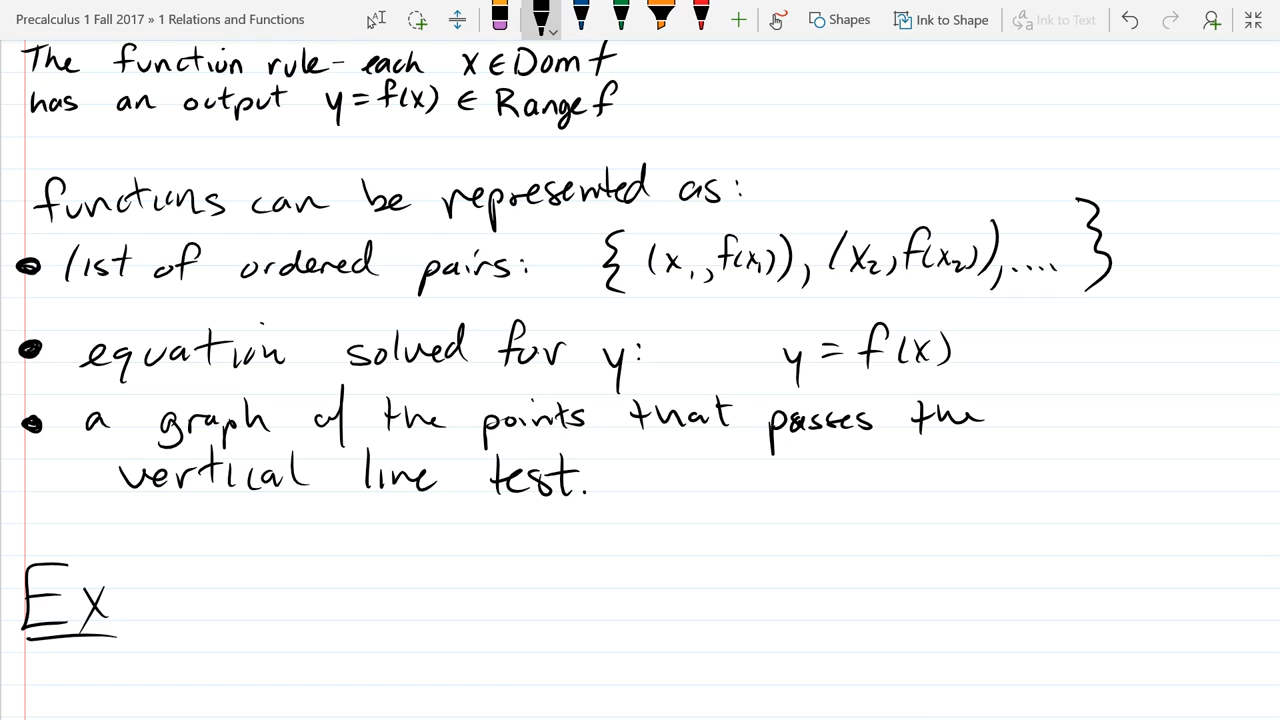 Precalculus 1 Fall 2017 » 1 Relations and Functions
Shapes
Ink to Shape
Ink to Text
The function rule- each x ∈ Dom f
has an output y = f(x) ∈ Range f
functions can be represented as:
• list of ordered pairs: { (x₁, f(x₁)), (x₂, f(x₂)), .... }
• equation solved for y: y = f(x)
• a graph of the points that passes the
vertical line test.
Ex